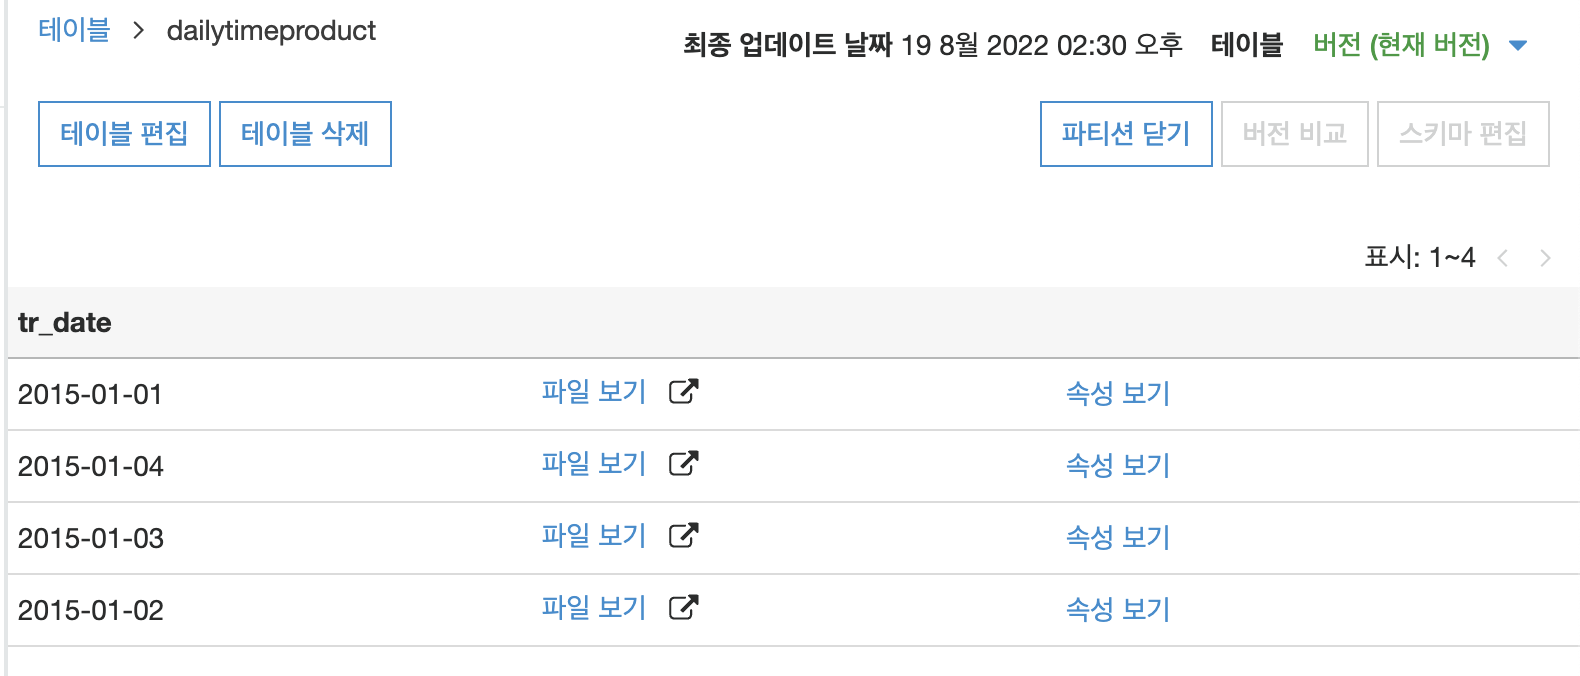 테이블 > dailytimeproduct
최종 업데이트 날짜 19 8월 2022 02:30 오후 테이블 버전 (현재 버전)
테이블 편집 테이블 삭제 파티션 닫기 버전 비교 스키마 편집
표시: 1~4 < >
tr_date
2015-01-01 파일 보기 속성 보기
2015-01-04 파일 보기 속성 보기
2015-01-03 파일 보기 속성 보기
2015-01-02 파일 보기 속성 보기